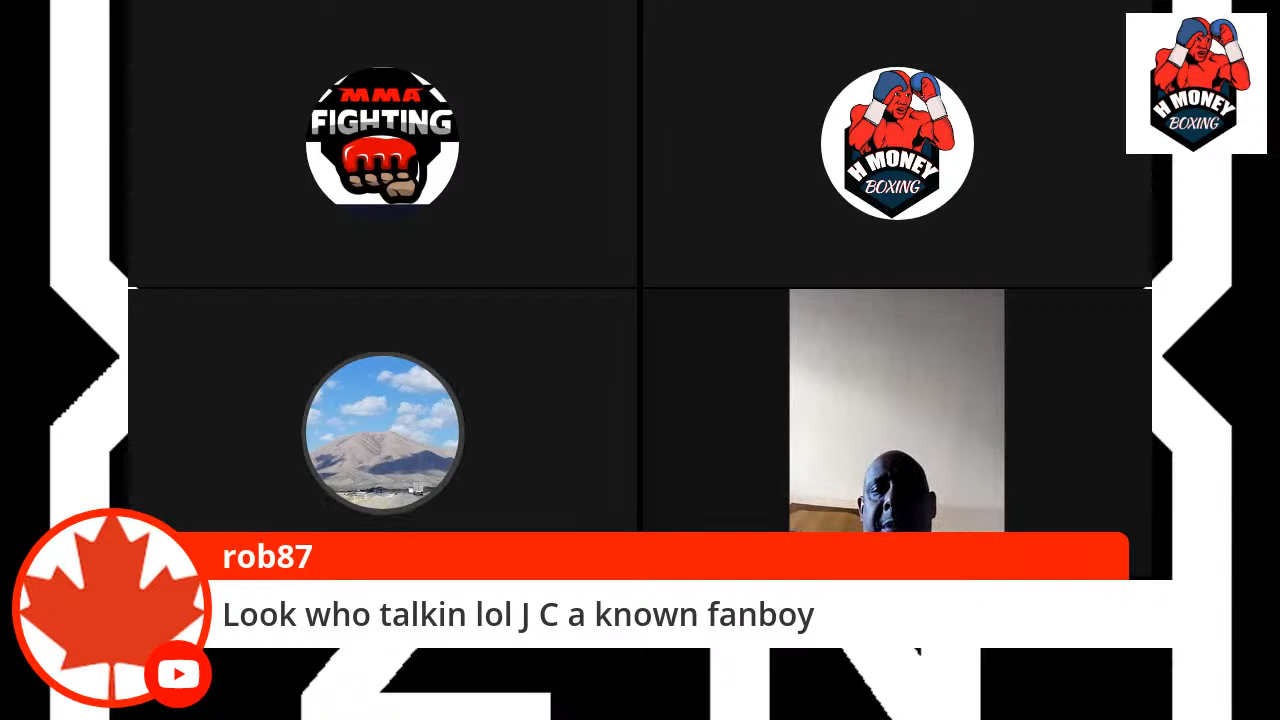 MMA
FIGHTING
H MONEY
BOXING
H MONEY
BOXING
rob87
Look who talkin lol J C a known fanboy